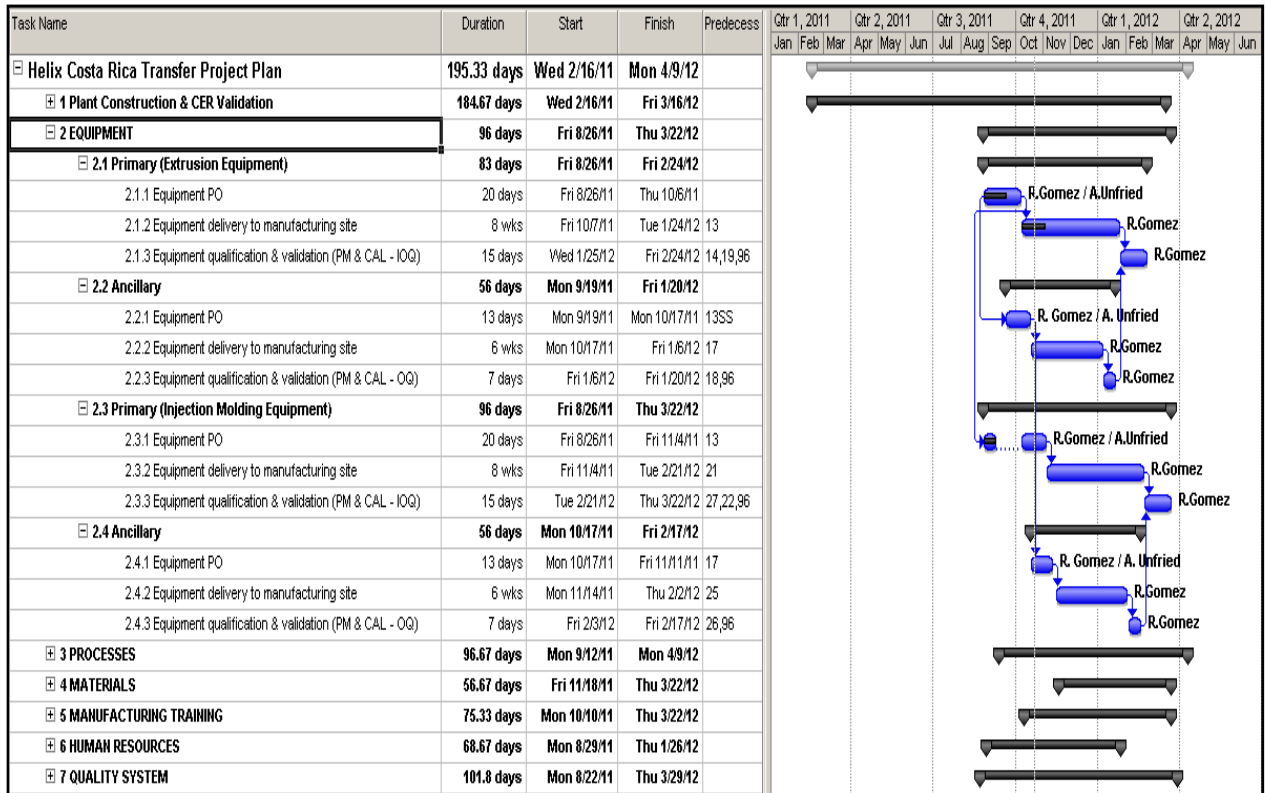 Task Name Duration Start Finish Predecess Qtr 1, 2011 Qtr 2, 2011 Qtr 3, 2011 Qtr 4, 2011 Qtr 1, 2012 Qtr 2, 2012
Jan Feb Mar Apr May Jun Jul Aug Sep Oct Nov Dec Jan Feb Mar Apr May Jun
Helix Costa Rica Transfer Project Plan 195.33 days Wed 2/16/11 Mon 4/9/12
1 Plant Construction & CER Validation 184.67 days Wed 2/16/11 Fri 3/16/12
2 EQUIPMENT 96 days Fri 8/26/11 Thu 3/22/12
2.1 Primary (Extrusion Equipment) 83 days Fri 8/26/11 Fri 2/24/12
2.1.1 Equipment PO 20 days Fri 8/26/11 Thu 10/6/11 R.Gomez / A.Unfried
2.1.2 Equipment delivery to manufacturing site 8 wks Fri 10/7/11 Tue 1/24/12 13 R.Gomez
2.1.3 Equipment qualification & validation (PM & CAL - IOQ) 15 days Wed 1/25/12 Fri 2/24/12 14,19,96 R.Gomez
2.2 Ancillary 56 days Mon 9/19/11 Fri 1/20/12
2.2.1 Equipment PO 13 days Mon 9/19/11 Mon 10/17/11 13SS R. Gomez / A. Unfried
2.2.2 Equipment delivery to manufacturing site 6 wks Mon 10/17/11 Fri 1/6/12 17 R.Gomez
2.2.3 Equipment qualification & validation (PM & CAL - OQ) 7 days Fri 1/6/12 Fri 1/20/12 18,96 R.Gomez
2.3 Primary (Injection Molding Equipment) 96 days Fri 8/26/11 Thu 3/22/12
2.3.1 Equipment PO 20 days Fri 8/26/11 Fri 11/4/11 13 R.Gomez / A.Unfried
2.3.2 Equipment delivery to manufacturing site 8 wks Fri 11/4/11 Tue 2/21/12 21 R.Gomez
2.3.3 Equipment qualification & validation (PM & CAL - IOQ) 15 days Tue 2/21/12 Thu 3/22/12 27,22,96 R.Gomez
2.4 Ancillary 56 days Mon 10/17/11 Fri 2/17/12
2.4.1 Equipment PO 13 days Mon 10/17/11 Fri 11/11/11 17 R. Gomez / A. Unfried
2.4.2 Equipment delivery to manufacturing site 6 wks Mon 11/14/11 Thu 2/2/12 25 R.Gomez
2.4.3 Equipment qualification & validation (PM & CAL - OQ) 7 days Fri 2/3/12 Fri 2/17/12 26,96 R.Gomez
3 PROCESSES 96.67 days Mon 9/12/11 Mon 4/9/12
4 MATERIALS 56.67 days Fri 11/18/11 Thu 3/22/12
5 MANUFACTURING TRAINING 75.33 days Mon 10/10/11 Thu 3/22/12
6 HUMAN RESOURCES 68.67 days Mon 8/29/11 Thu 1/26/12
7 QUALITY SYSTEM 101.8 days Mon 8/22/11 Thu 3/29/12